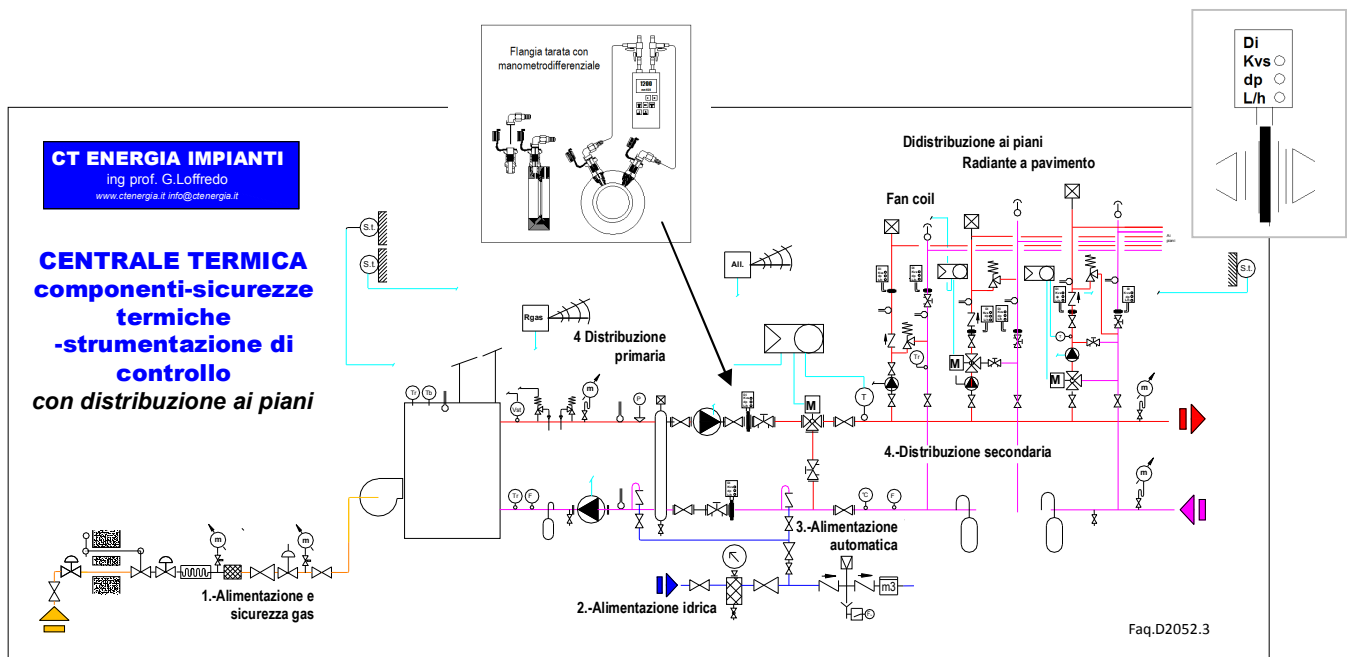 Flangia tarata con
manometrodifferenziale
1200
Di
Kvs
dp
L/h
CT ENERGIA IMPIANTI
ing prof. G.Loffredo
www.ctenergia.it info@ctenergia.it
CENTRALE TERMICA
componenti-sicurezze
termiche
-strumentazione di
controllo
con distribuzione ai piani
Didistribuzione ai piani
Radiante a pavimento
Fan coil
S.t.
S.t.
S.t.
All.
Rgas
4 Distribuzione
primaria
Tr
Tb
Vist
m
P
M
T
Tr
M
T
M
m
4.-Distribuzione secondaria
Tr
F
°C
F
m
3.-Alimentazione
automatica
m
m
1.-Alimentazione e
sicurezza gas
2.-Alimentazione idrica
m3
Faq.D2052.3